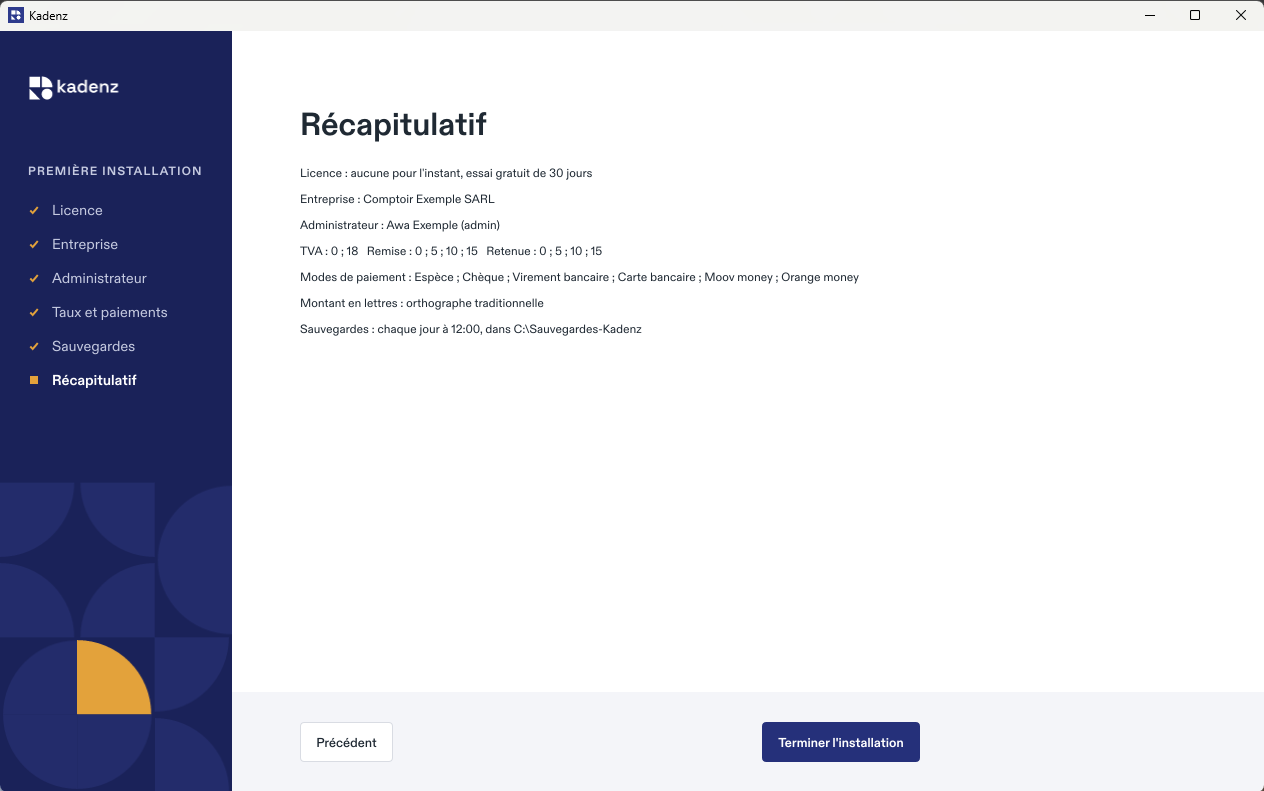 Kadenz
kadenz
PREMIÈRE INSTALLATION
Licence
Entreprise
Administrateur
Taux et paiements
Sauvegardes
Récapitulatif
Récapitulatif
Licence : aucune pour l'instant, essai gratuit de 30 jours
Entreprise : Comptoir Exemple SARL
Administrateur : Awa Exemple (admin)
TVA : 0 ; 18   Remise : 0 ; 5 ; 10 ; 15   Retenue : 0 ; 5 ; 10 ; 15
Modes de paiement : Espèce ; Chèque ; Virement bancaire ; Carte bancaire ; Moov money ; Orange money
Montant en lettres : orthographe traditionnelle
Sauvegardes : chaque jour à 12:00, dans C:\Sauvegardes-Kadenz
Précédent
Terminer l'installation